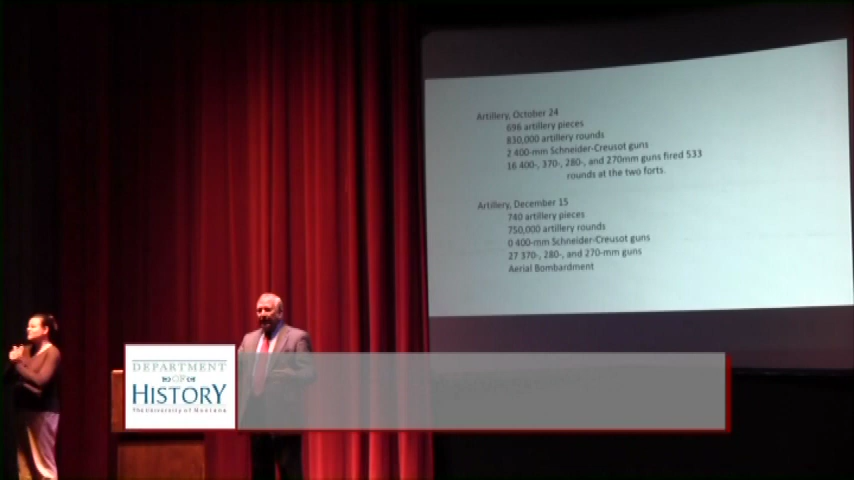 Artillery, October 24
696 artillery pieces
830,000 artillery rounds
2 400-mm Schneider-Creusot guns
16 400-, 370-, 280-, and 270mm guns fired 533
rounds at the two forts.
Artillery, December 15
740 artillery pieces
750,000 artillery rounds
0 400-mm Schneider-Creusot guns
27 370-, 280-, and 270-mm guns
Aerial Bombardment
DEPARTMENT
OF
HISTORY
The University of Montana